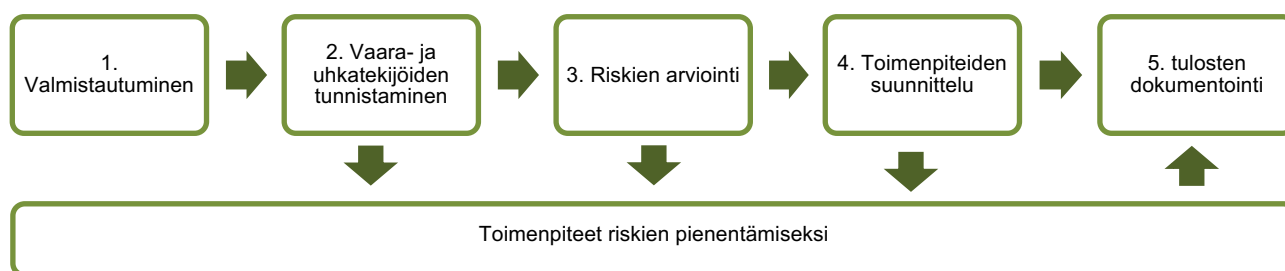 1.
Valmistautuminen
2. Vaara- ja
uhkatekijöiden
tunnistaminen
3. Riskien arviointi
4. Toimenpiteiden
suunnittelu
5. tulosten
dokumentointi
Toimenpiteet riskien pienentämiseksi